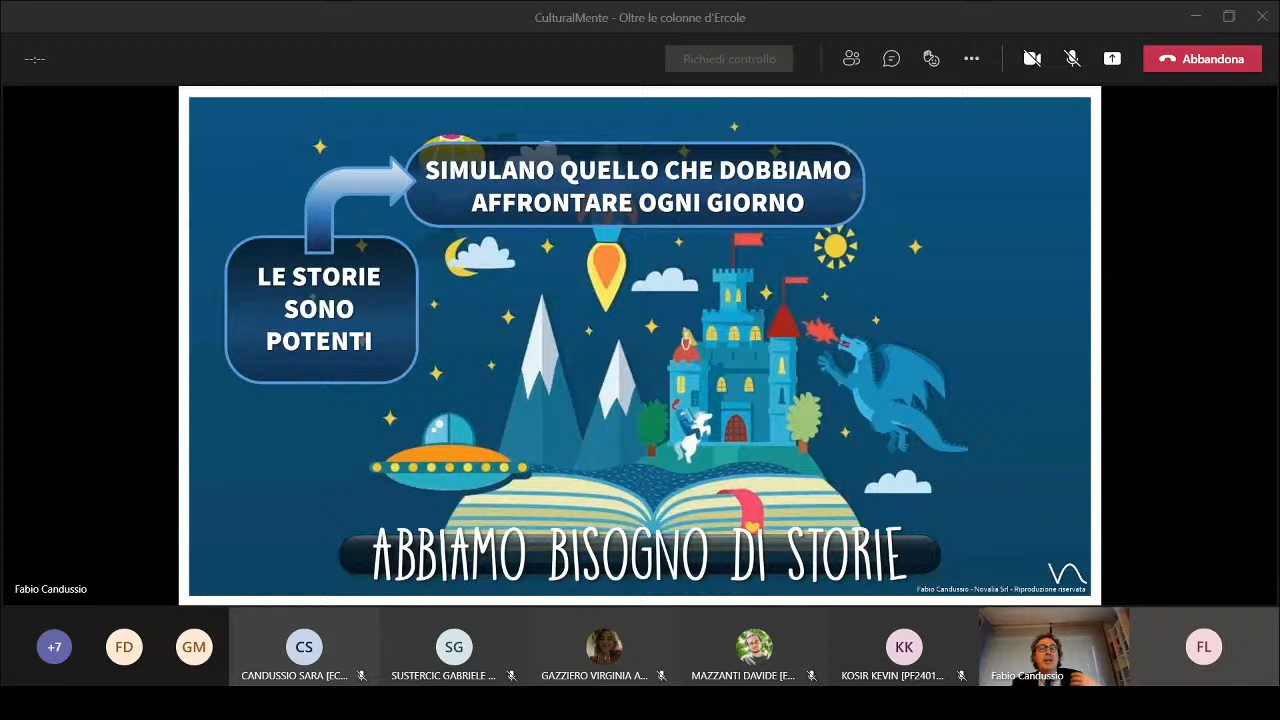 CulturalMente - Oltre le colonne d'Ercole
--:--
Richiedi controllo
Abbandona
SIMULANO QUELLO CHE DOBBIAMO
AFFRONTARE OGNI GIORNO
LE STORIE
SONO
POTENTI
ABBIAMO BISOGNO DI STORIE
Fabio Candussio - Novalia Srl - Riproduzione riservata
Fabio Candussio
+7
FD
GM
CS
SG
KK
FL
CANDUSSIO SARA [EC...
SUSTERCIC GABRIELE ...
GAZZIERO VIRGINIA A...
MAZZANTI DAVIDE [E...
KOSIR KEVIN [PF2401...
Fabio Candussio